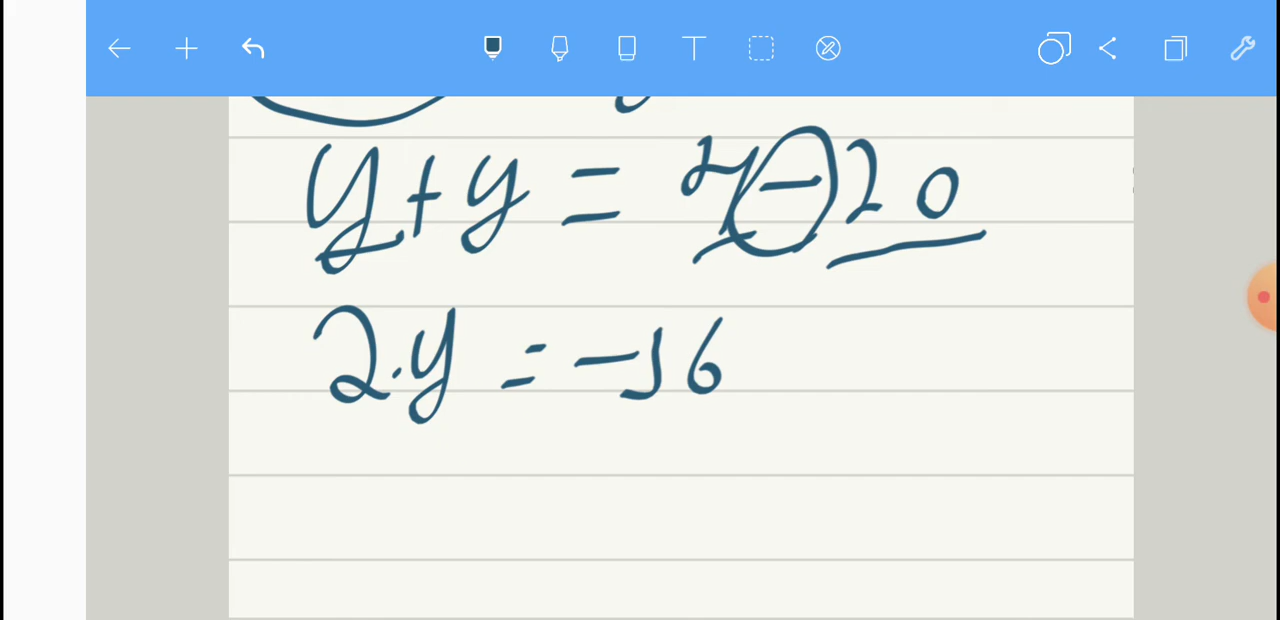 y + y = 4 - 20
2.y = -16